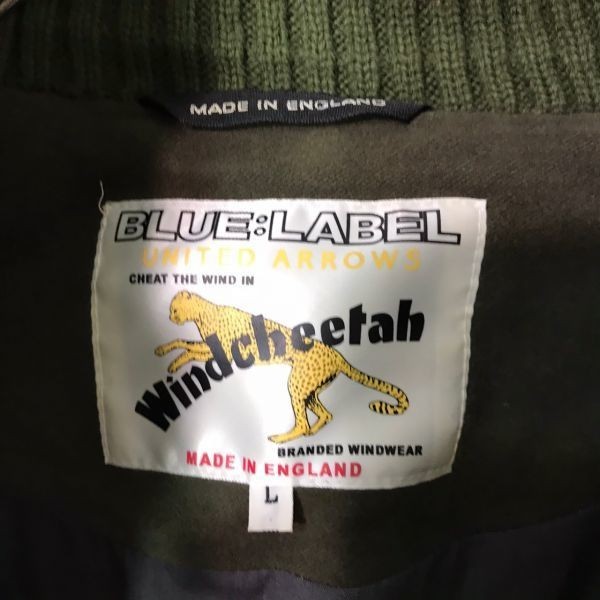 MADE IN ENGLAND
BLUE:LABEL
UNITED ARROWS
CHEAT THE WIND IN
Windcheetah
BRANDED WINDWEAR
MADE IN ENGLAND
L